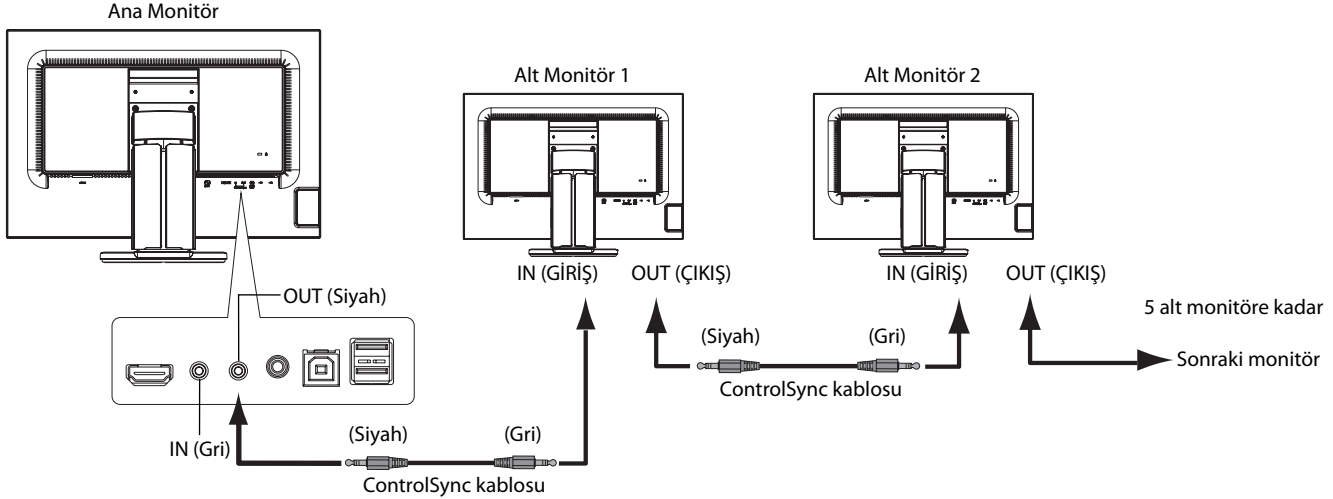 Ana Monitör
Alt Monitör 1
Alt Monitör 2
IN (GİRİŞ)
OUT (ÇIKIŞ)
IN (GİRİŞ)
OUT (ÇIKIŞ)
OUT (Siyah)
5 alt monitöre kadar
(Siyah)
(Gri)
Sonraki monitör
ControlSync kablosu
IN (Gri)
(Siyah)
(Gri)
ControlSync kablosu